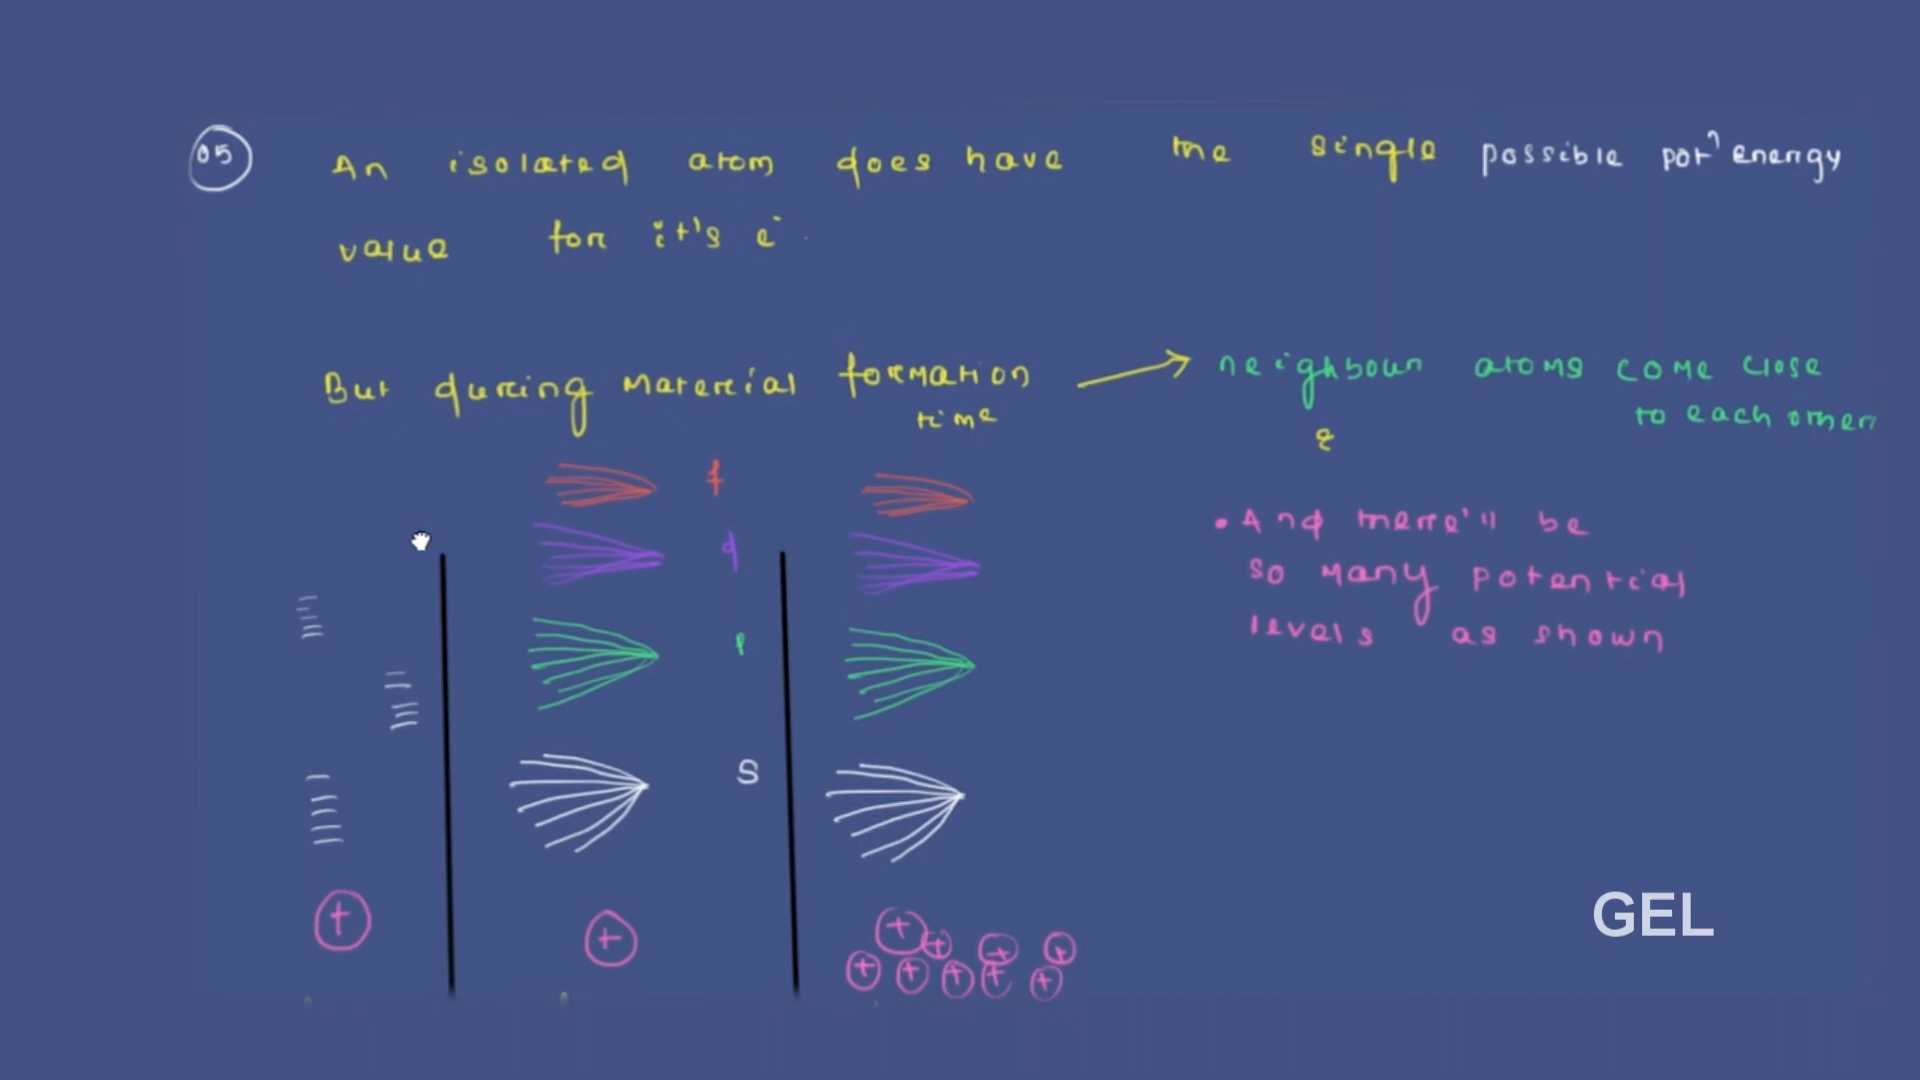 05 An isolated atom does have the single possible potn energy
value for it's e-
But during Material formation → neighbour atoms come close
time to each other
&
f
d
• And there'll be
so many potential
p levels as shown
S
+ + + + + +
+ + + + +
GEL